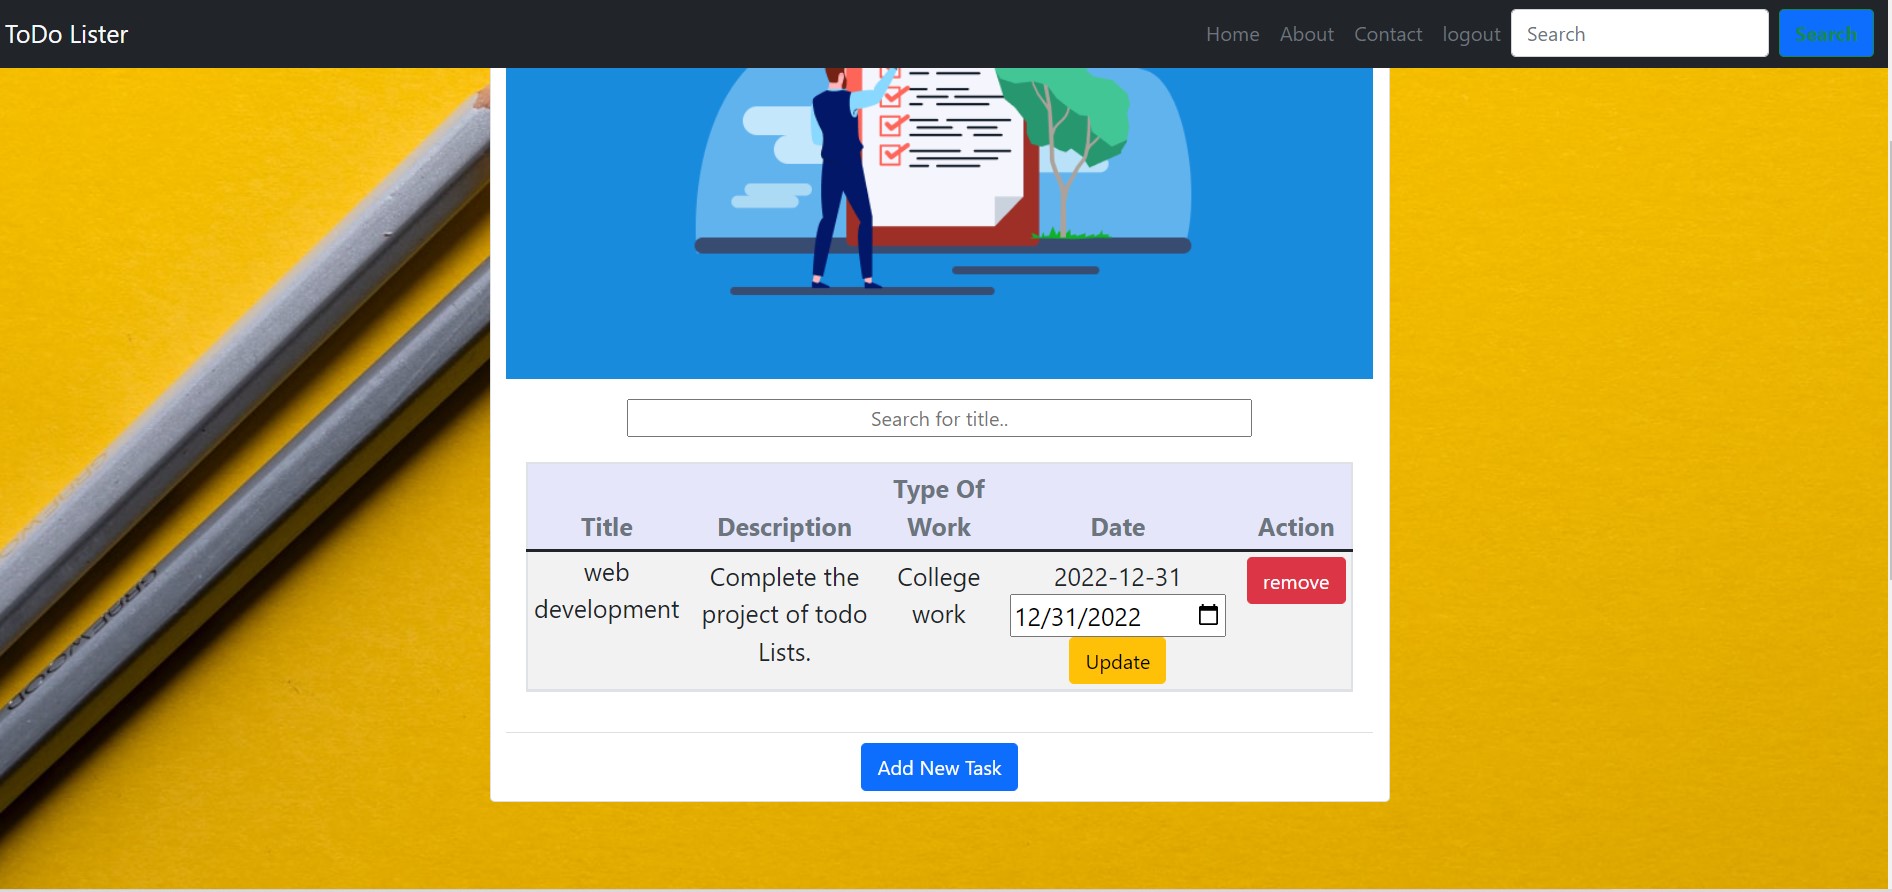 ToDo Lister
Home About Contact logout Search Search
Search for title..
Type Of
Title Description Work Date Action
web
development
Complete the
project of todo
Lists.
College
work
2022-12-31
12/31/2022
Update
remove
Add New Task